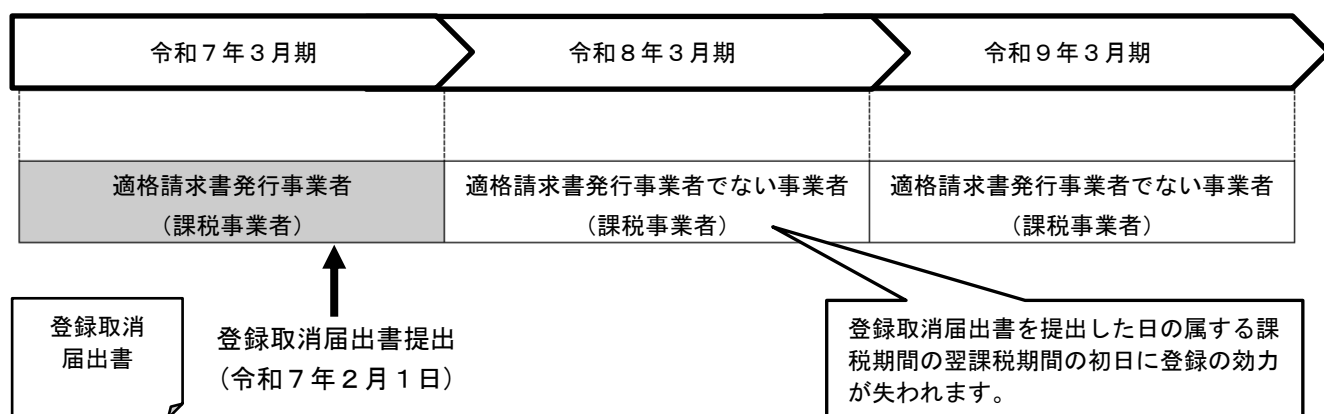 令和７年３月期
令和８年３月期
令和９年３月期
適格請求書発行事業者
（課税事業者）
適格請求書発行事業者でない事業者
（課税事業者）
適格請求書発行事業者でない事業者
（課税事業者）
登録取消
届出書
登録取消届出書提出
（令和７年２月１日）
登録取消届出書を提出した日の属する課
税期間の翌課税期間の初日に登録の効力
が失われます。